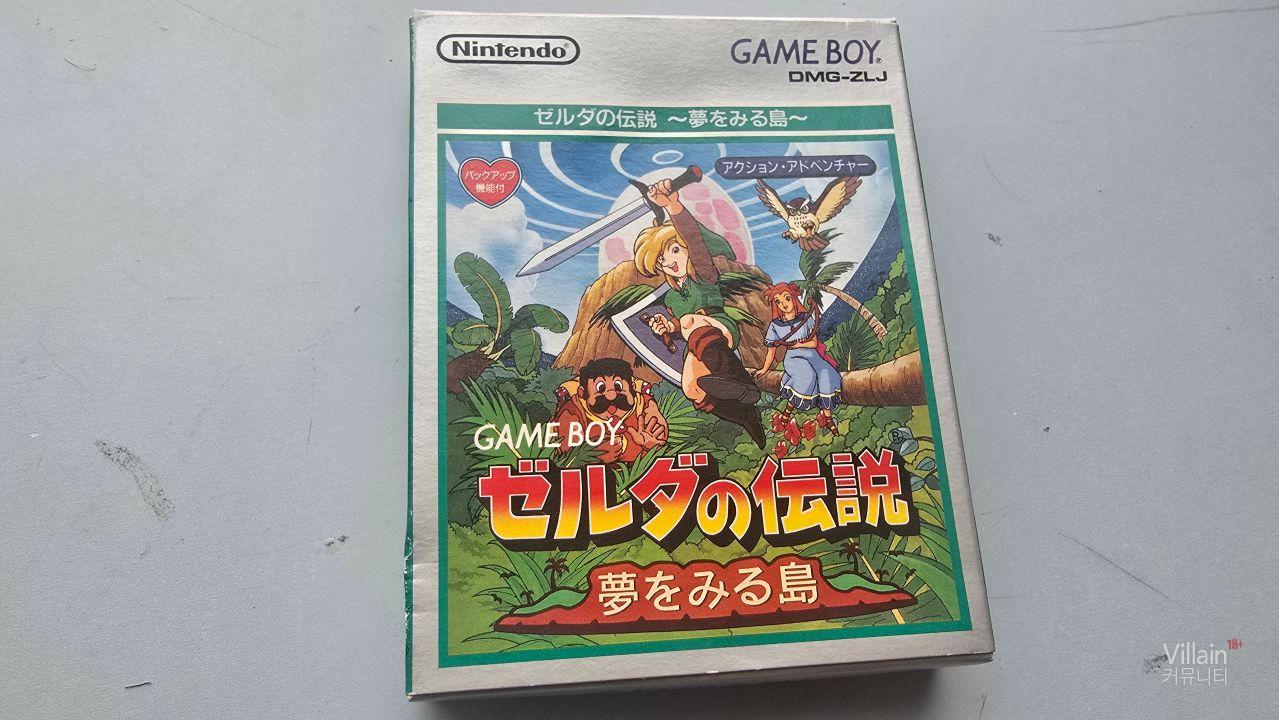 Nintendo®
GAME BOY®
DMG-ZLJ
ゼルダの伝説 ～夢をみる島～
バックアップ
機能付
アクション・アドベンチャー
GAME BOY
ゼルダの伝説
夢をみる島
Villain 18+
커뮤니티